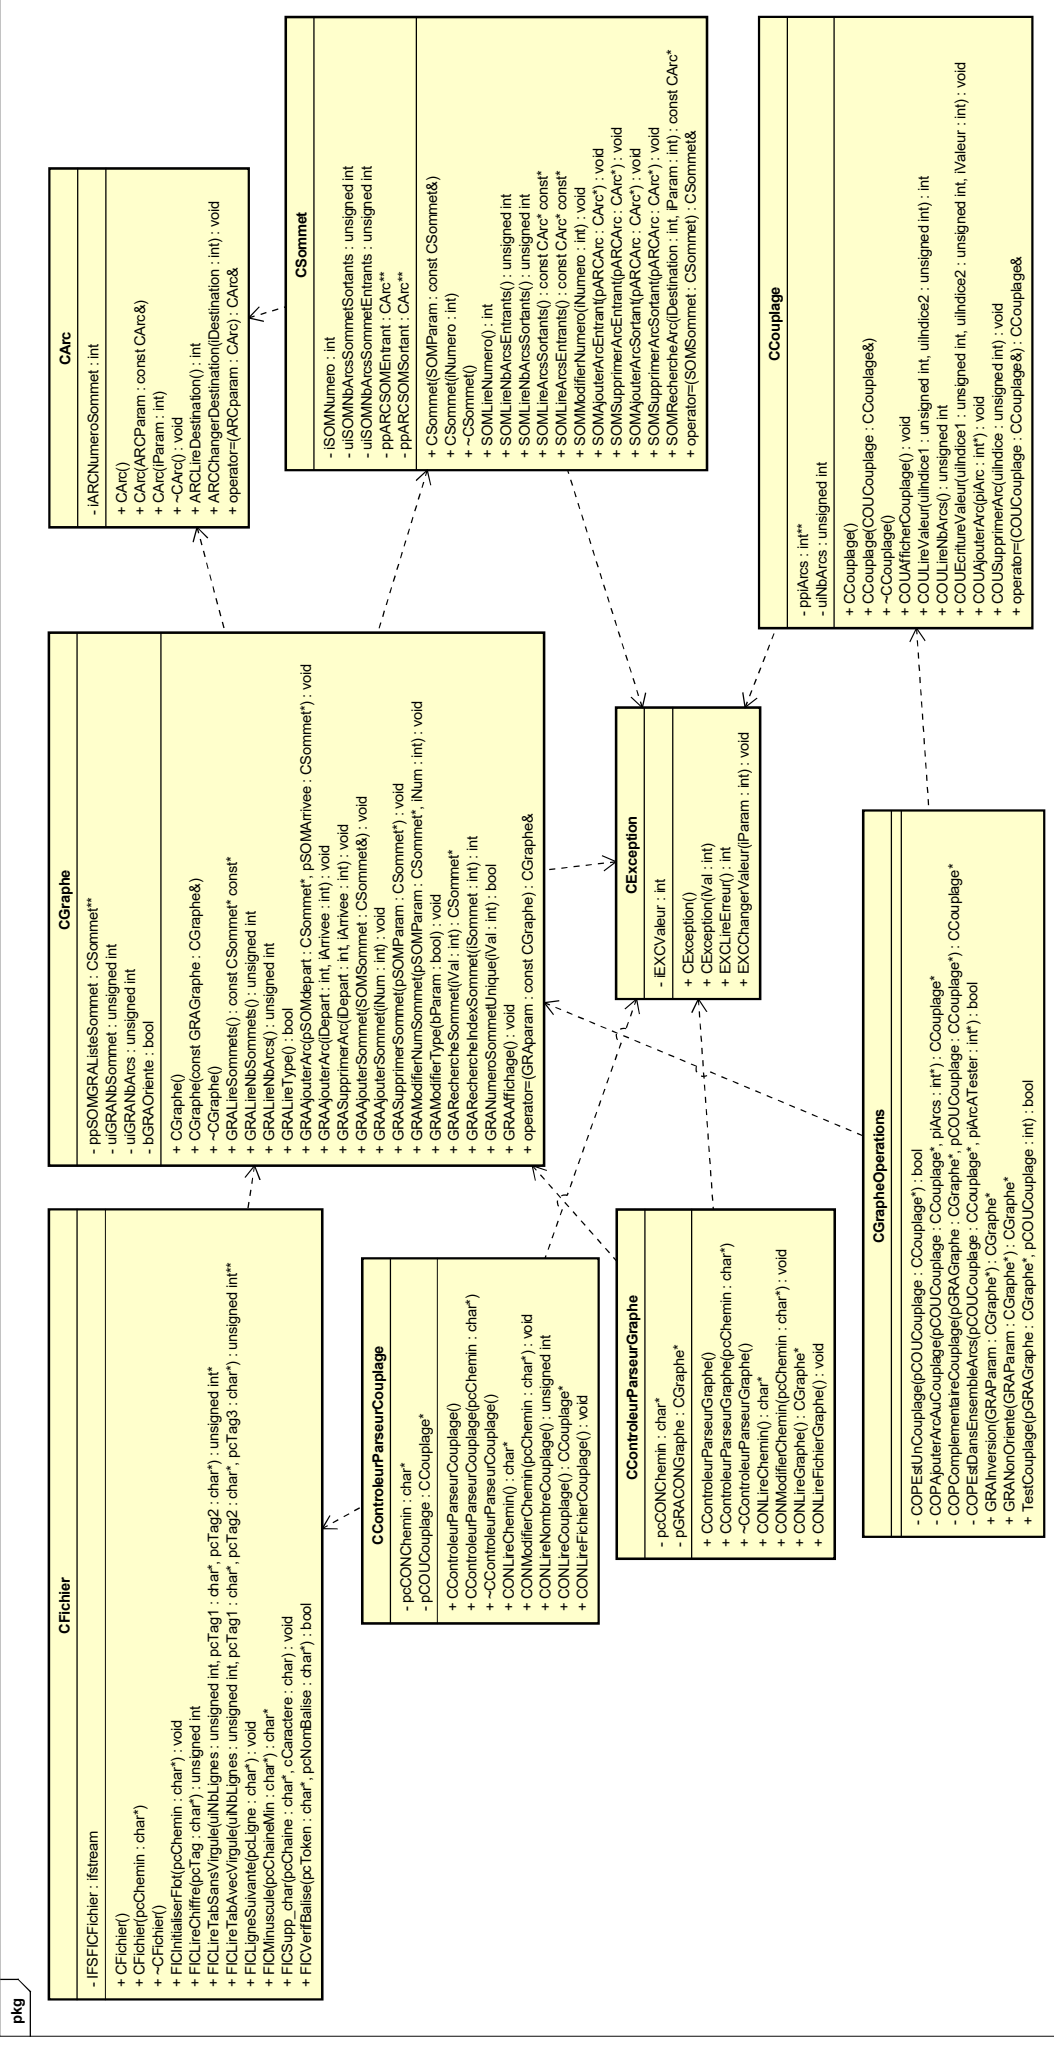 pkg
CFichier
- IFSFICFichier : ifstream
+ CFichier()
+ CFichier(pcChemin : char*)
+ ~CFichier()
+ FICInitialiserFlot(pcChemin : char*) : void
+ FICLireChiffre(pcTag : char*) : unsigned int
+ FICLireTabSansVirgule(uiNbLignes : unsigned int, pcTag1 : char*, pcTag2 : char*) : unsigned int*
+ FICLireTabAvecVirgule(uiNbLignes : unsigned int, pcTag1 : char*, pcTag2 : char*, pcTag3 : char*) : unsigned int**
+ FICLigneSuivante(pcLigne : char*) : void
+ FICMinuscule(pcChaineMin : char*) : char*
+ FICSupp_char(pcChaine : char*, cCaractere : char) : void
+ FICVerifBalise(pcToken : char*, pcNomBalise : char*) : bool
CGraphe
- ppSOMGRAListeSommet : CSommet**
- uiGRANbSommet : unsigned int
- uiGRANbArcs : unsigned int
- bGRAOriente : bool
+ CGraphe()
+ CGraphe(const GRAGraphe : CGraphe&)
+ ~CGraphe()
+ GRALireSommets() : const CSommet* const*
+ GRALireNbSommets() : unsigned int
+ GRALireNbArcs() : unsigned int
+ GRALireType() : bool
+ GRAAjouterArc(pSOMdepart : CSommet*, pSOMArrivee : CSommet*) : void
+ GRAAjouterArc(iDepart : int, iArrivee : int) : void
+ GRASupprimerArc(iDepart : int, iArrivee : int) : void
+ GRAAjouterSommet(SOMSommet : CSommet&) : void
+ GRAAjouterSommet(iNum : int) : void
+ GRASupprimerSommet(pSOMParam : CSommet*) : void
+ GRAModifierNumSommet(pSOMParam : CSommet*, iNum : int) : void
+ GRAModifierType(bParam : bool) : void
+ GRARechercheSommet(iVal : int) : CSommet*
+ GRARechercheIndexSommet(iSommet : int) : int
+ GRANumeroSommetUnique(iVal : int) : bool
+ GRAAffichage() : void
+ operator=(GRAparam : const CGraphe) : CGraphe&
CArc
- iARCNumeroSommet : int
+ CArc()
+ CArc(ARCParam : const CArc&)
+ CArc(iParam : int)
+ ~CArc() : void
+ ARCLireDestination() : int
+ ARCChangerDestination(iDestination : int) : void
+ operator=(ARCparam : CArc) : CArc&
CSommet
- iSOMNumero : int
- uiSOMNbArcsSommetSortants : unsigned int
- uiSOMNbArcsSommetEntrants : unsigned int
- ppARCSOMEntrant : CArc**
- ppARCSOMSortant : CArc**
+ CSommet(SOMParam : const CSommet&)
+ CSommet(iNumero : int)
+ ~CSommet()
+ SOMLireNumero() : int
+ SOMLireNbArcsEntrants() : unsigned int
+ SOMLireNbArcsSortants() : unsigned int
+ SOMLireArcsSortants() : const CArc* const*
+ SOMLireArcsEntrants() : const CArc* const*
+ SOMModifierNumero(iNumero : int) : void
+ SOMAjouterArcEntrant(pARCArc : CArc*) : void
+ SOMSupprimerArcEntrant(pARCArc : CArc*) : void
+ SOMAjouterArcSortant(pARCArc : CArc*) : void
+ SOMSupprimerArcSortant(pARCArc : CArc*) : void
+ SOMRechercheArc(iDestination : int, iParam : int) : const CArc*
+ operator=(SOMSommet : CSommet) : CSommet&
CControleurParseurCouplage
- pcCONChemin : char*
- pCOUCouplage : CCouplage*
+ CControleurParseurCouplage()
+ CControleurParseurCouplage(pcChemin : char*)
+ ~CControleurParseurCouplage()
+ CONLireChemin() : char*
+ CONModifierChemin(pcChemin : char*) : void
+ CONLireNombreCouplage() : unsigned int
+ CONLireCouplage() : CCouplage*
+ CONLireFichierCouplage() : void
CControleurParseurGraphe
- pcCONChemin : char*
- pGRACONGraphe : CGraphe*
+ CControleurParseurGraphe()
+ CControleurParseurGraphe(pcChemin : char*)
+ ~CControleurParseurGraphe()
+ CONLireChemin() : char*
+ CONModifierChemin(pcChemin : char*) : void
+ CONLireGraphe() : CGraphe*
+ CONLireFichierGraphe() : void
CException
- iEXCValeur : int
+ CException()
+ CException(iVal : int)
+ EXCLireErreur() : int
+ EXCChangerValeur(iParam : int) : void
CCouplage
- ppiArcs : int**
- uiNbArcs : unsigned int
+ CCouplage()
+ CCouplage(COUCouplage : CCouplage&)
+ ~CCouplage()
+ COUAfficherCouplage() : void
+ COULireValeur(uiIndice1 : unsigned int, uiIndice2 : unsigned int) : int
+ COULireNbArcs() : unsigned int
+ COUEcritureValeur(uiIndice1 : unsigned int, uiIndice2 : unsigned int, iValeur : int) : void
+ COUAjouterArc(piArc : int*) : void
+ COUSupprimerArc(uiIndice : unsigned int) : void
+ operator=(COUCouplage : CCouplage&) : CCouplage&
CGrapheOperations
- COPEstUnCouplage(pCOUCouplage : CCouplage*) : bool
- COPAjouterArcAuCouplage(pCOUCouplage : CCouplage*, piArcs : int*) : CCouplage*
- COPComplementaireCouplage(pGRAGraphe : CGraphe*, pCOUCouplage : CCouplage*) : CCouplage*
- COPEstDansEnsembleArcs(pCOUCouplage : CCouplage*, piArcATester : int*) : bool
+ GRAInversion(GRAParam : CGraphe*) : CGraphe*
+ GRANonOriente(GRAParam : CGraphe*) : CGraphe*
+ TestCouplage(pGRAGraphe : CGraphe*, pCOUCouplage : int) : bool